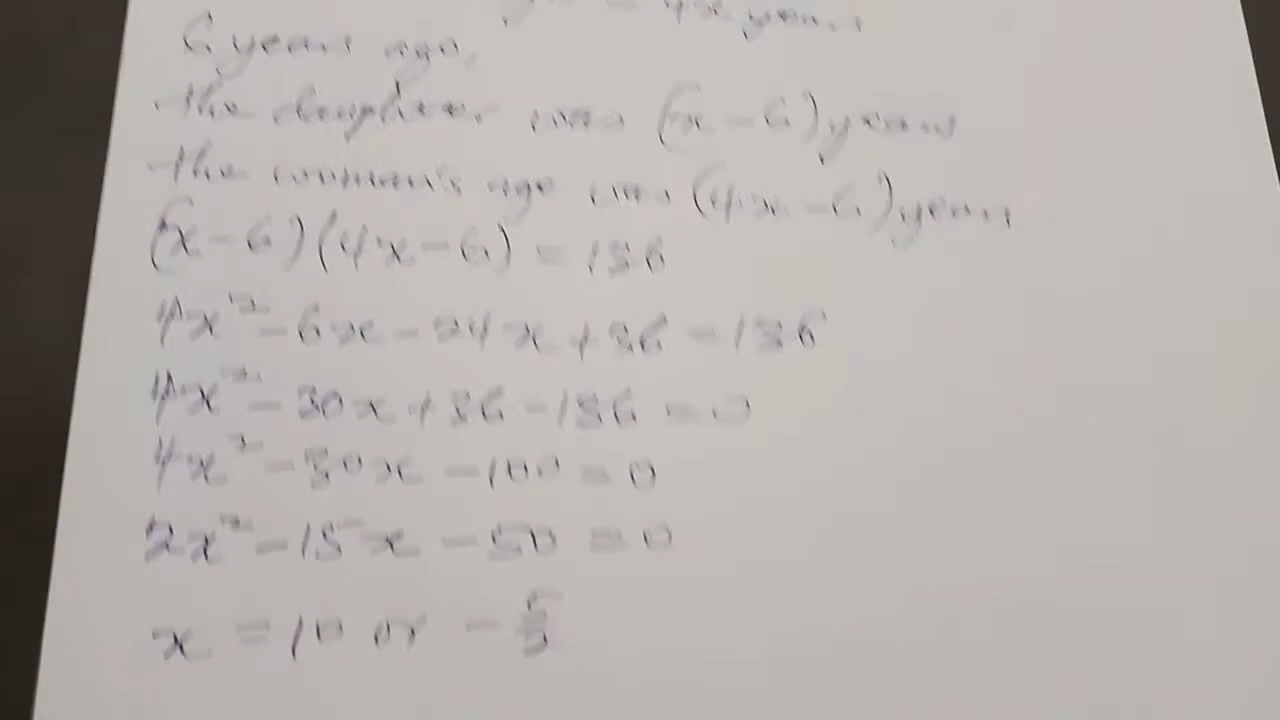 = 4x years
6 years ago,
the daughter was (x - 6) years
the woman's age was (4x - 6) years
(x - 6)(4x - 6) = 136
4x² - 6x - 24x + 36 = 136
4x² - 30x + 36 - 136 = 0
4x² - 30x - 100 = 0
2x² - 15x - 50 = 0
x = 10 or - 5/2